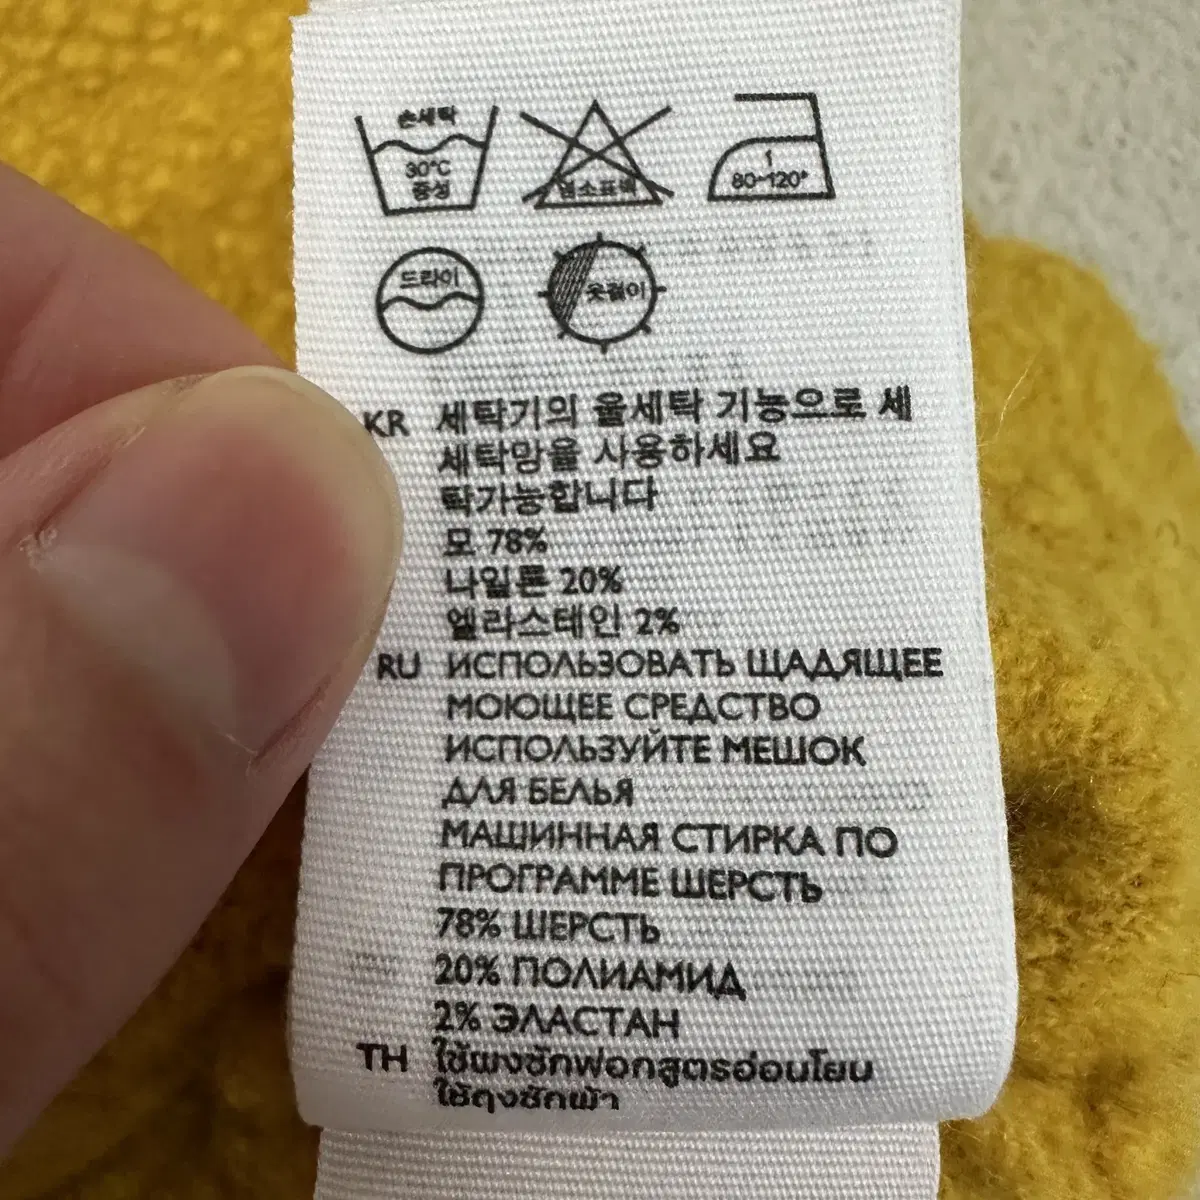 손세탁
30°C
중성
염소표백
1
80~120°
드라이
옷걸이
KR 세탁기의 울세탁 기능으로 세
세탁망을 사용하세요
탁가능합니다
모 78%
나일론 20%
엘라스테인 2%
RU ИСПОЛЬЗОВАТЬ ЩАДЯЩЕЕ
МОЮЩЕЕ СРЕДСТВО
ИСПОЛЬЗУЙТЕ МЕШОК
ДЛЯ БЕЛЬЯ
МАШИННАЯ СТИРКА ПО
ПРОГРАММЕ ШЕРСТЬ
78% ШЕРСТЬ
20% ПОЛИАМИД
2% ЭЛАСТАН
TH ใช้ผงซักฟอกสูตรอ่อนโยน
ใช้ถุงซักผ้า